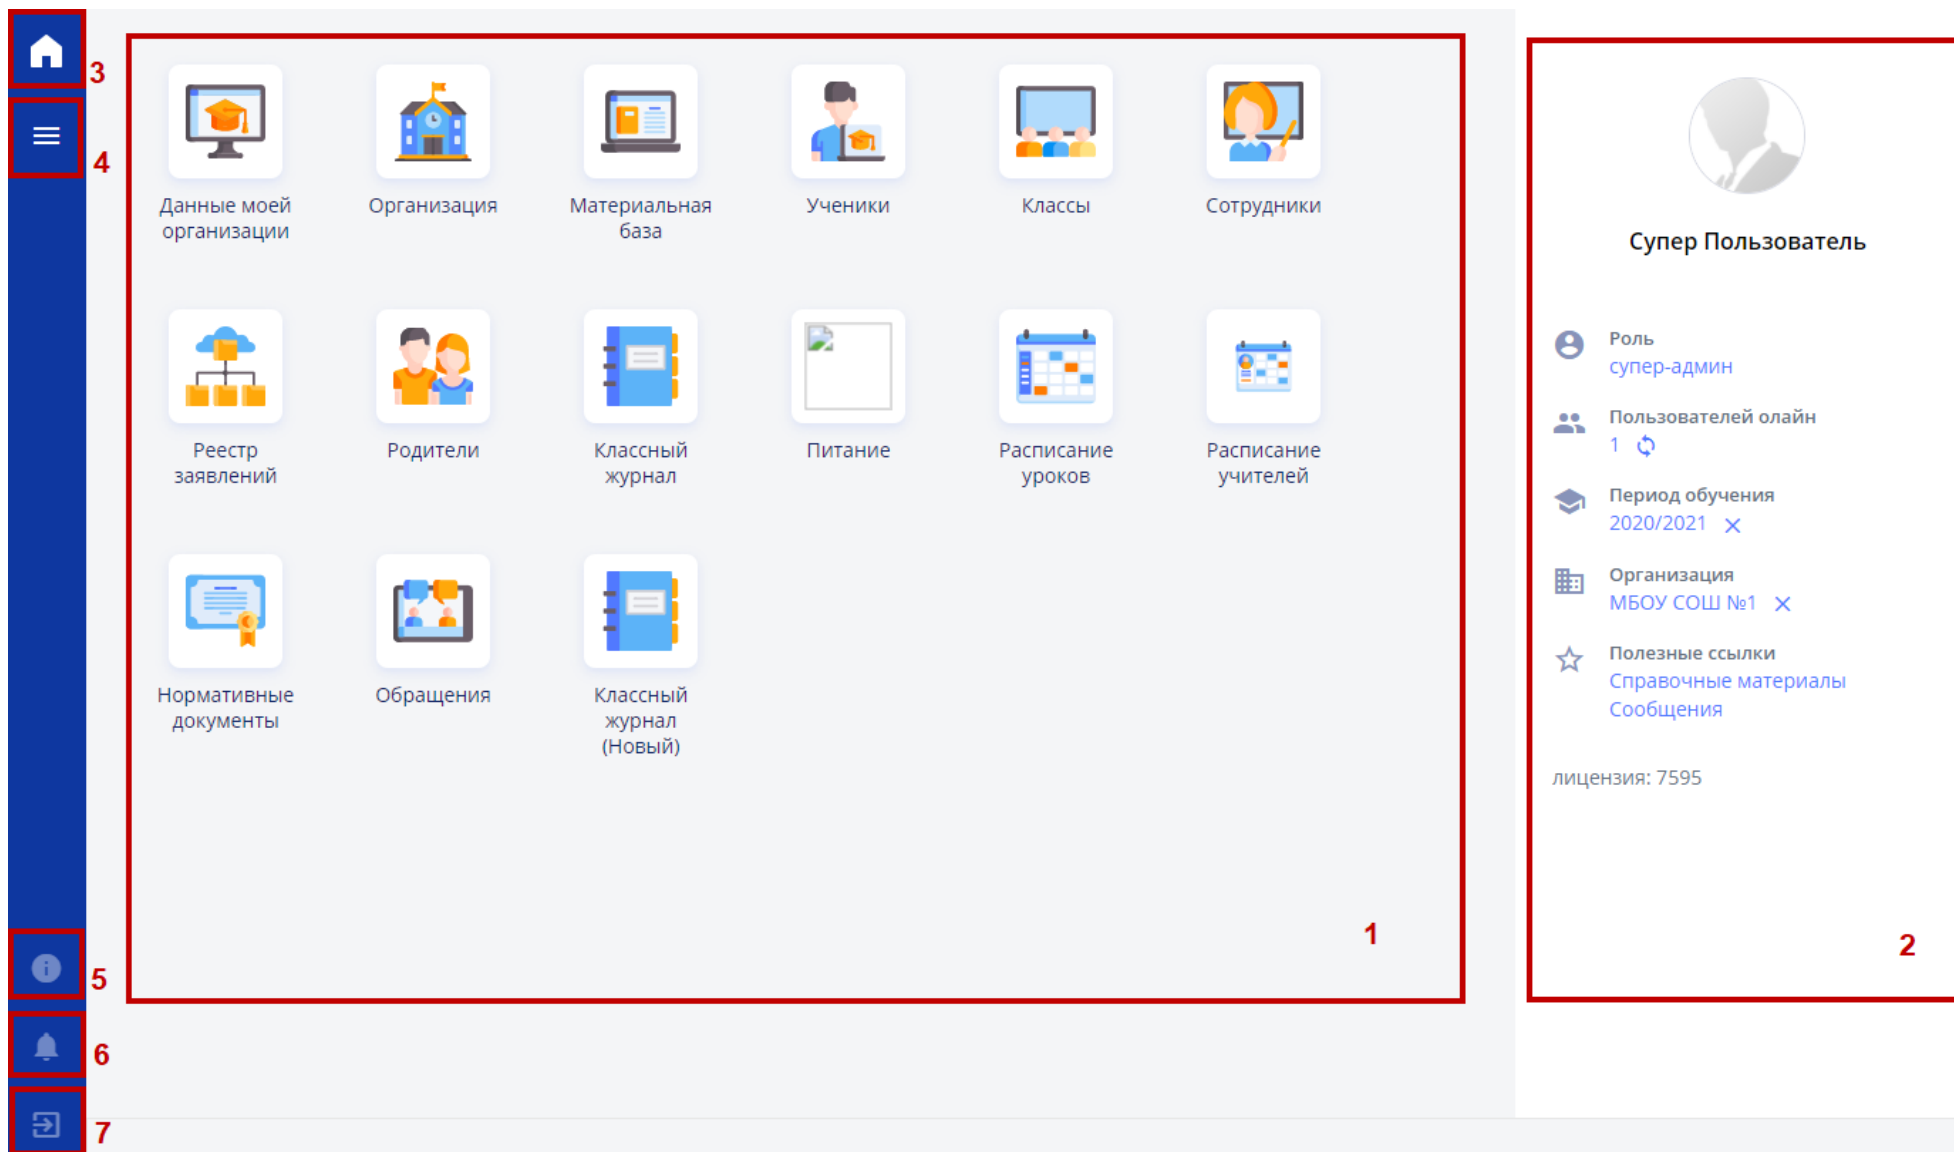 3
4
Данные моей
организации
Организация
Материальная
база
Ученики
Классы
Сотрудники
Реестр
заявлений
Родители
Классный
журнал
Питание
Расписание
уроков
Расписание
учителей
Нормативные
документы
Обращения
Классный
журнал
(Новый)
1
5
6
7
Супер Пользователь
Роль
супер-админ
Пользователей олайн
1
Период обучения
2020/2021
Организация
МБОУ СОШ №1
Полезные ссылки
Справочные материалы
Сообщения
лицензия: 7595
2